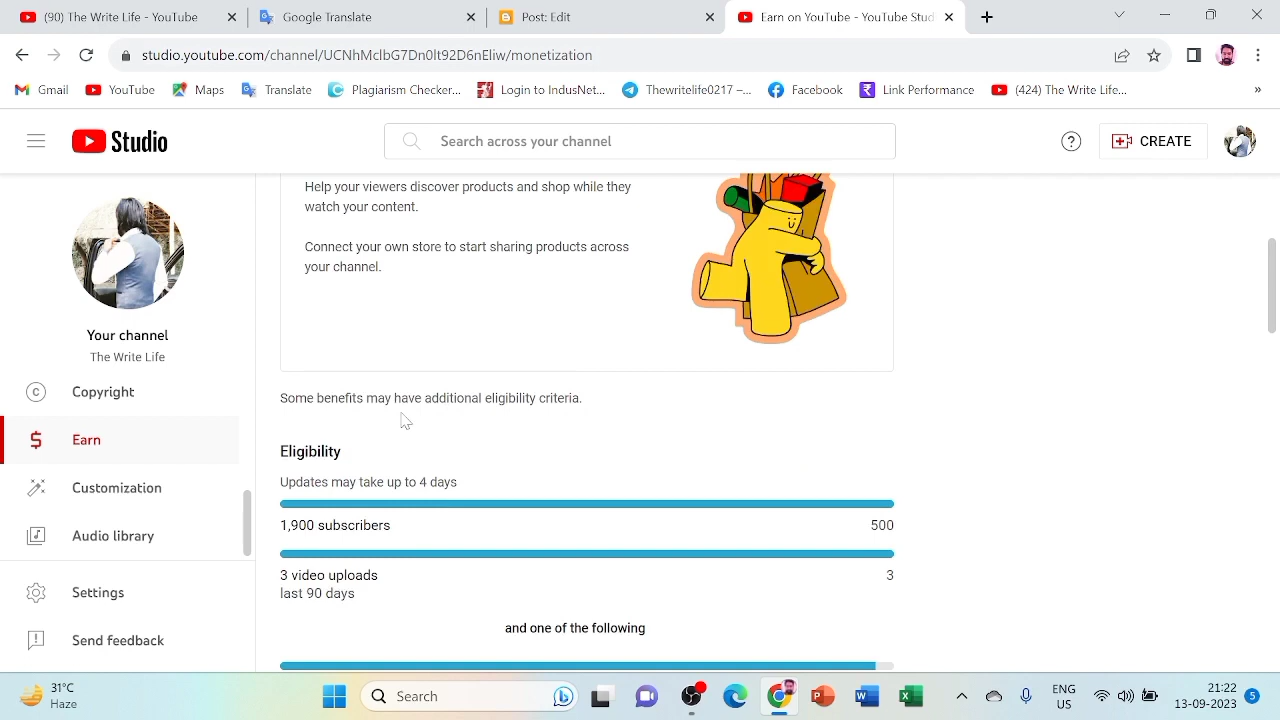 (30) The Write Life - YouTube
Google Translate
Post: Edit
Earn on YouTube - YouTube Stud
studio.youtube.com/channel/UCNhMclbG7Dn0lt92D6nEliw/monetization
Gmail
YouTube
Maps
Translate
Plagiarism Checker...
Login to IndusNet...
Thewritelife0217 –...
Facebook
Link Performance
(424) The Write Life...
»
Studio
Search across your channel
CREATE
Help your viewers discover products and shop while they
watch your content.
Connect your own store to start sharing products across
your channel.
Your channel
The Write Life
Copyright
Earn
Customization
Audio library
Settings
Send feedback
Some benefits may have additional eligibility criteria.
Eligibility
Updates may take up to 4 days
1,900 subscribers
500
3 video uploads
3
last 90 days
and one of the following
31°C
Haze
Search
ENG
US
21:22
13-09-2023
5